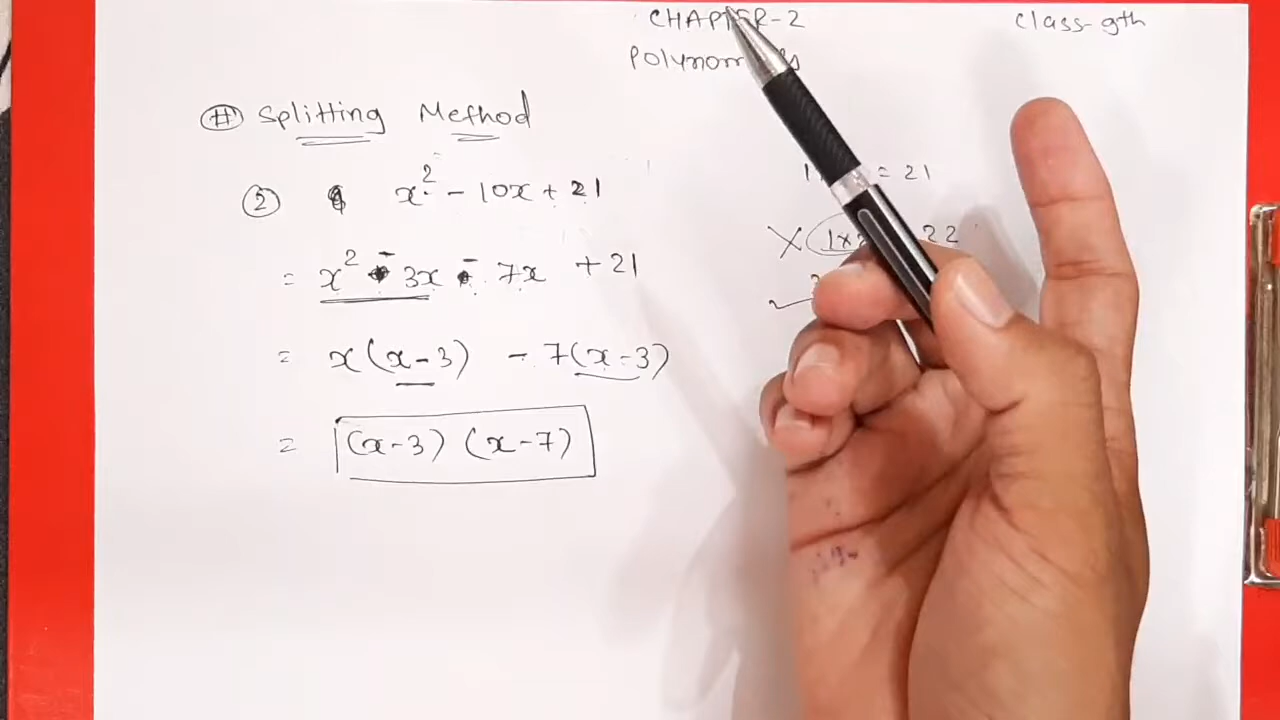 CHAPTER-2
Class-9th
# Splitting Method
② x² - 10x + 21
= x² - 3x - 7x + 21
= x(x-3) - 7(x-3)
= (x-3) (x-7)
= 21
X 22